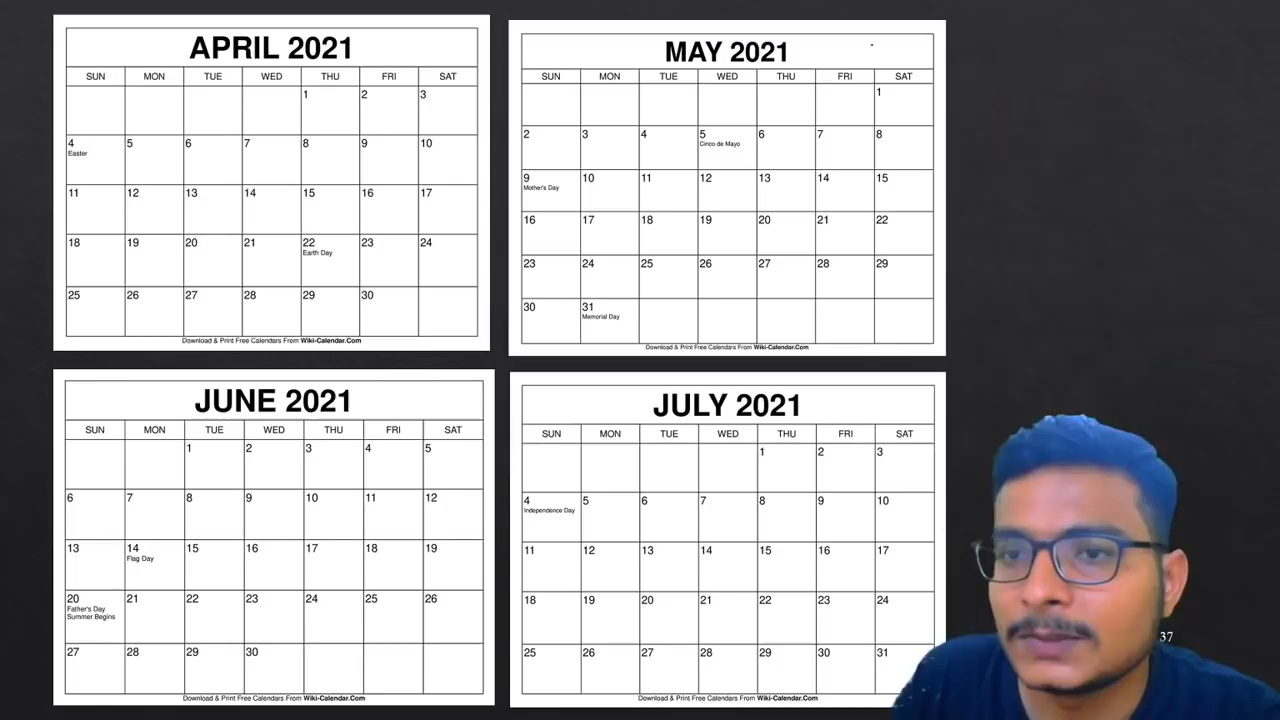 APRIL 2021
SUN MON TUE WED THU FRI SAT
1 2 3
4 5 6 7 8 9 10
Easter
11 12 13 14 15 16 17
18 19 20 21 22 23 24
Earth Day
25 26 27 28 29 30
Download & Print Free Calendars From Wiki-Calendar.Com
MAY 2021
SUN MON TUE WED THU FRI SAT
1
2 3 4 5 6 7 8
Cinco de Mayo
9 10 11 12 13 14 15
Mother's Day
16 17 18 19 20 21 22
23 24 25 26 27 28 29
30 31
Memorial Day
Download & Print Free Calendars From Wiki-Calendar.Com
JUNE 2021
SUN MON TUE WED THU FRI SAT
1 2 3 4 5
6 7 8 9 10 11 12
13 14 15 16 17 18 19
Flag Day
20 21 22 23 24 25 26
Father's Day
Summer Begins
27 28 29 30
Download & Print Free Calendars From Wiki-Calendar.Com
JULY 2021
SUN MON TUE WED THU FRI SAT
1 2 3
4 5 6 7 8 9 10
Independence Day
11 12 13 14 15 16 17
18 19 20 21 22 23 24
25 26 27 28 29 30 31
Download & Print Free Calendars From Wiki-Calendar.Com
37